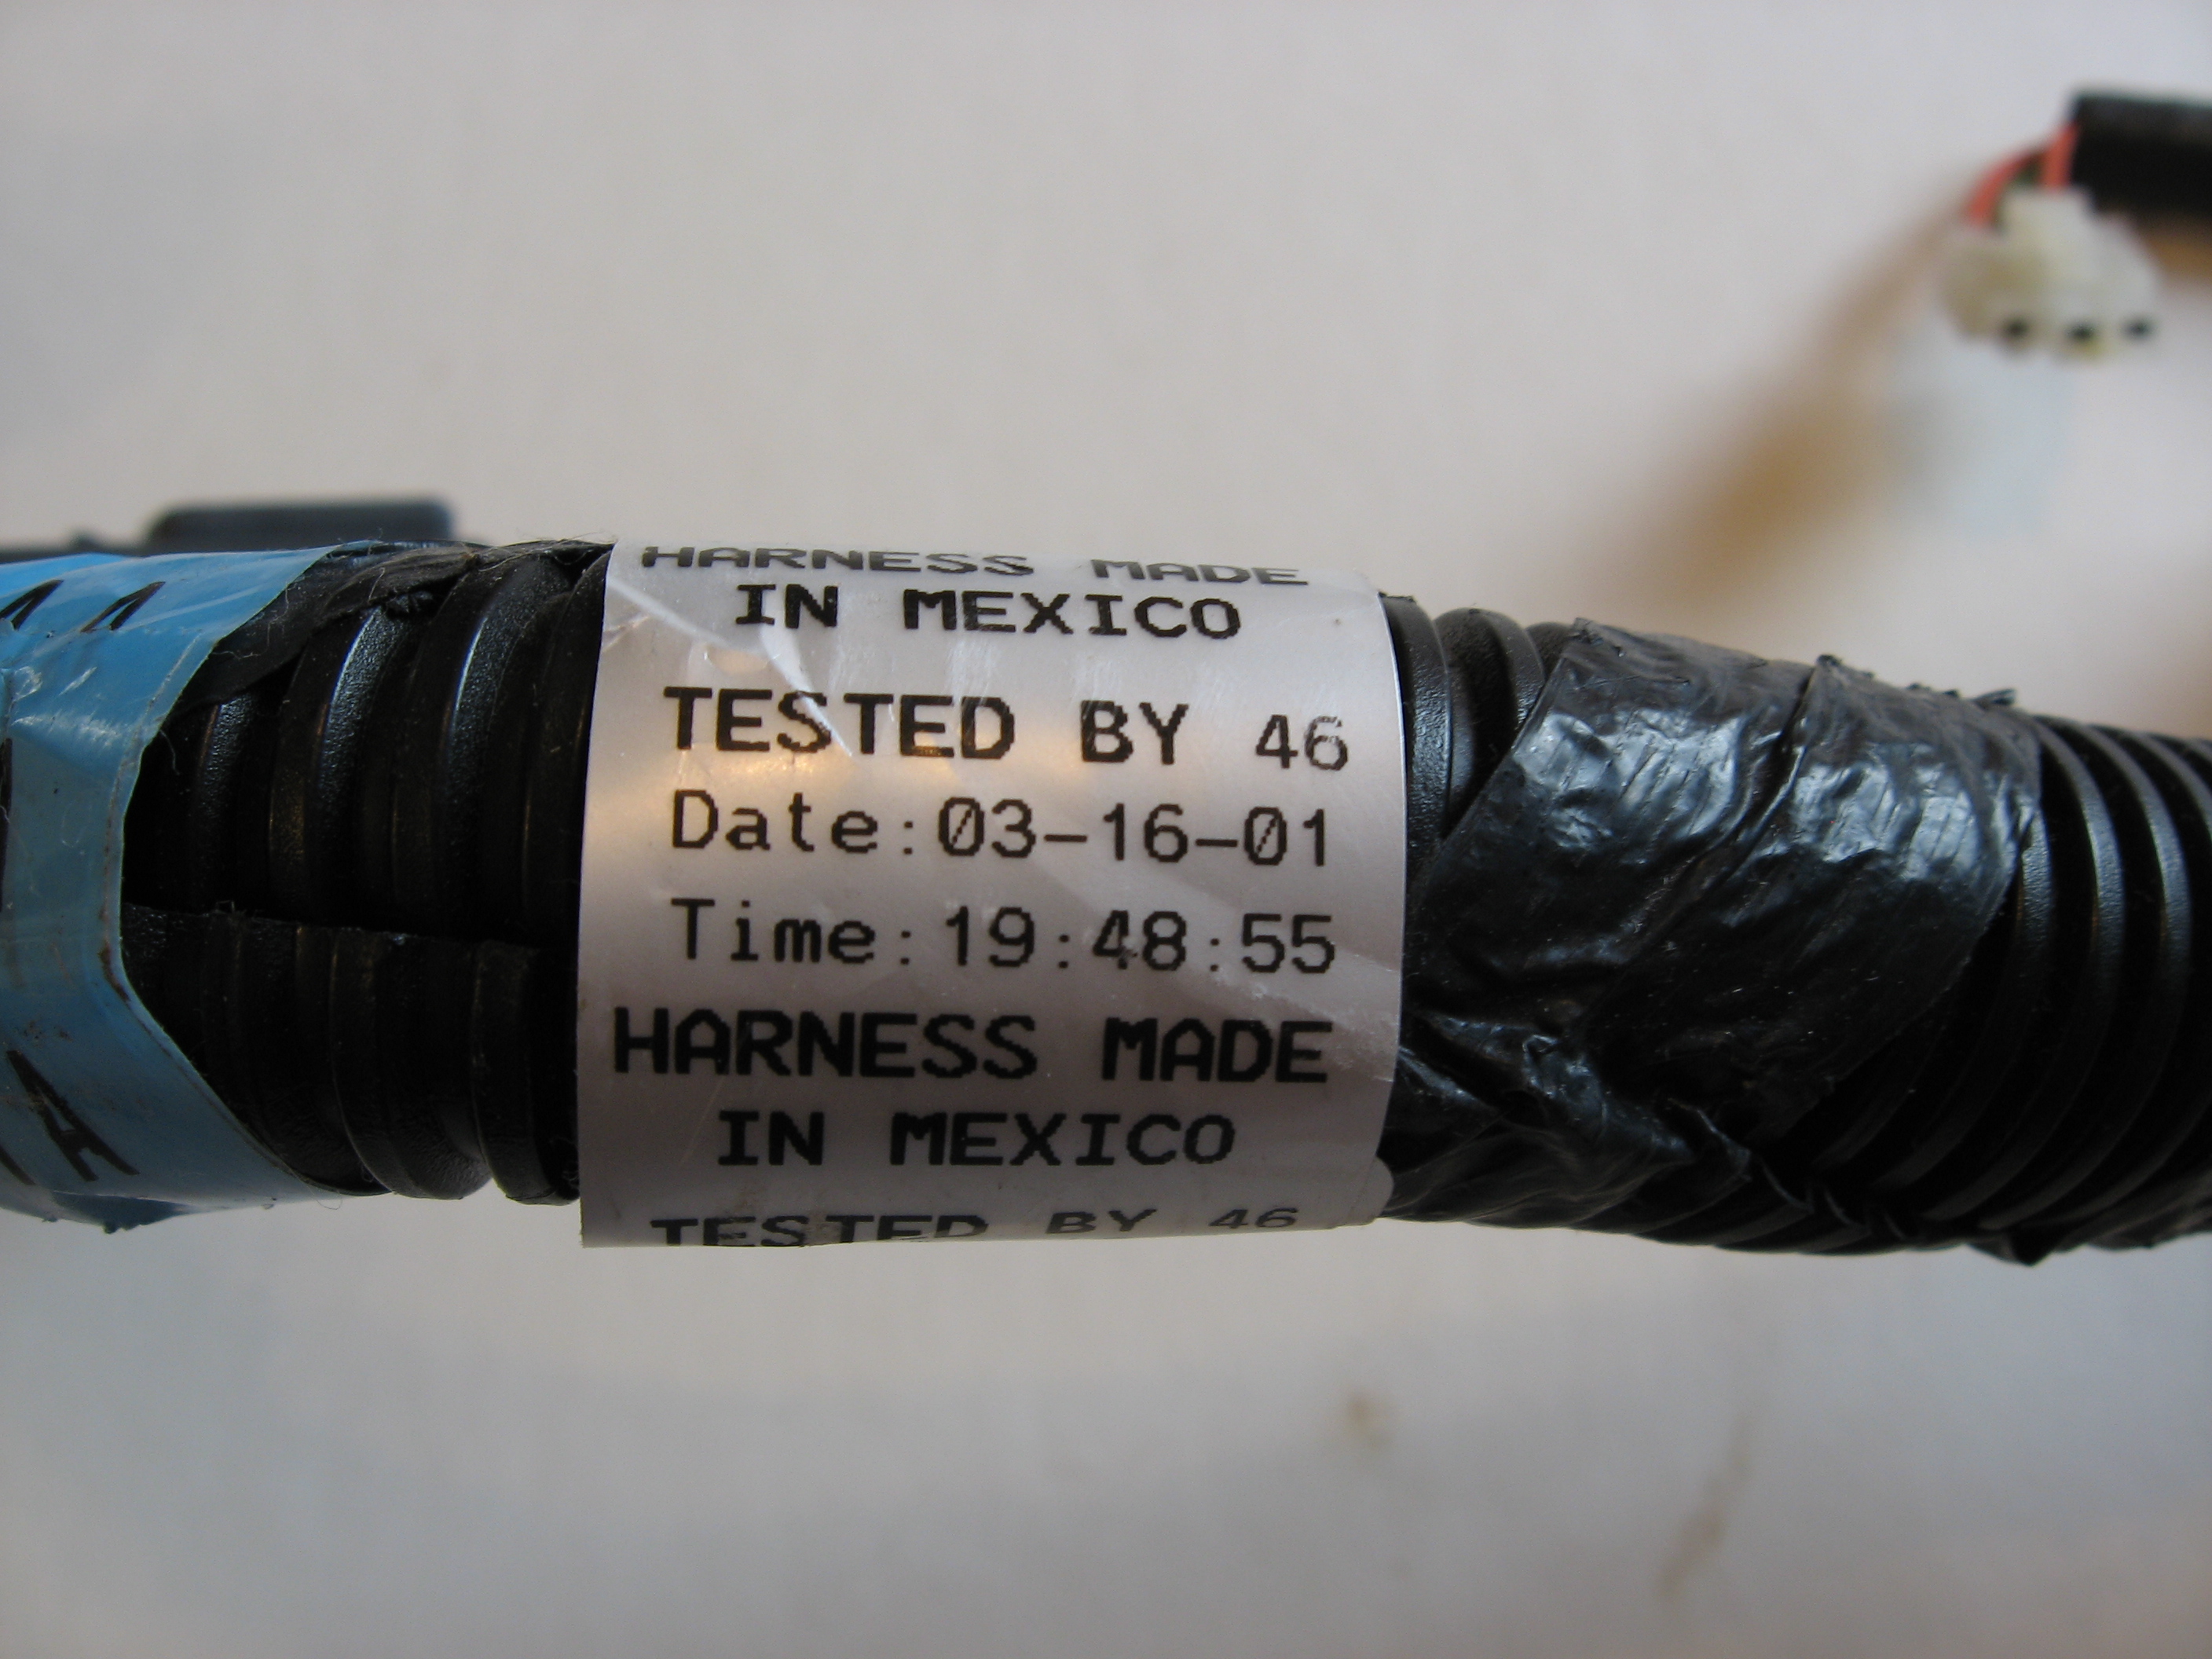 HARNESS MADE
IN MEXICO
TESTED BY 46
Date:03-16-01
Time:19:48:55
HARNESS MADE
IN MEXICO
TESTED BY 46